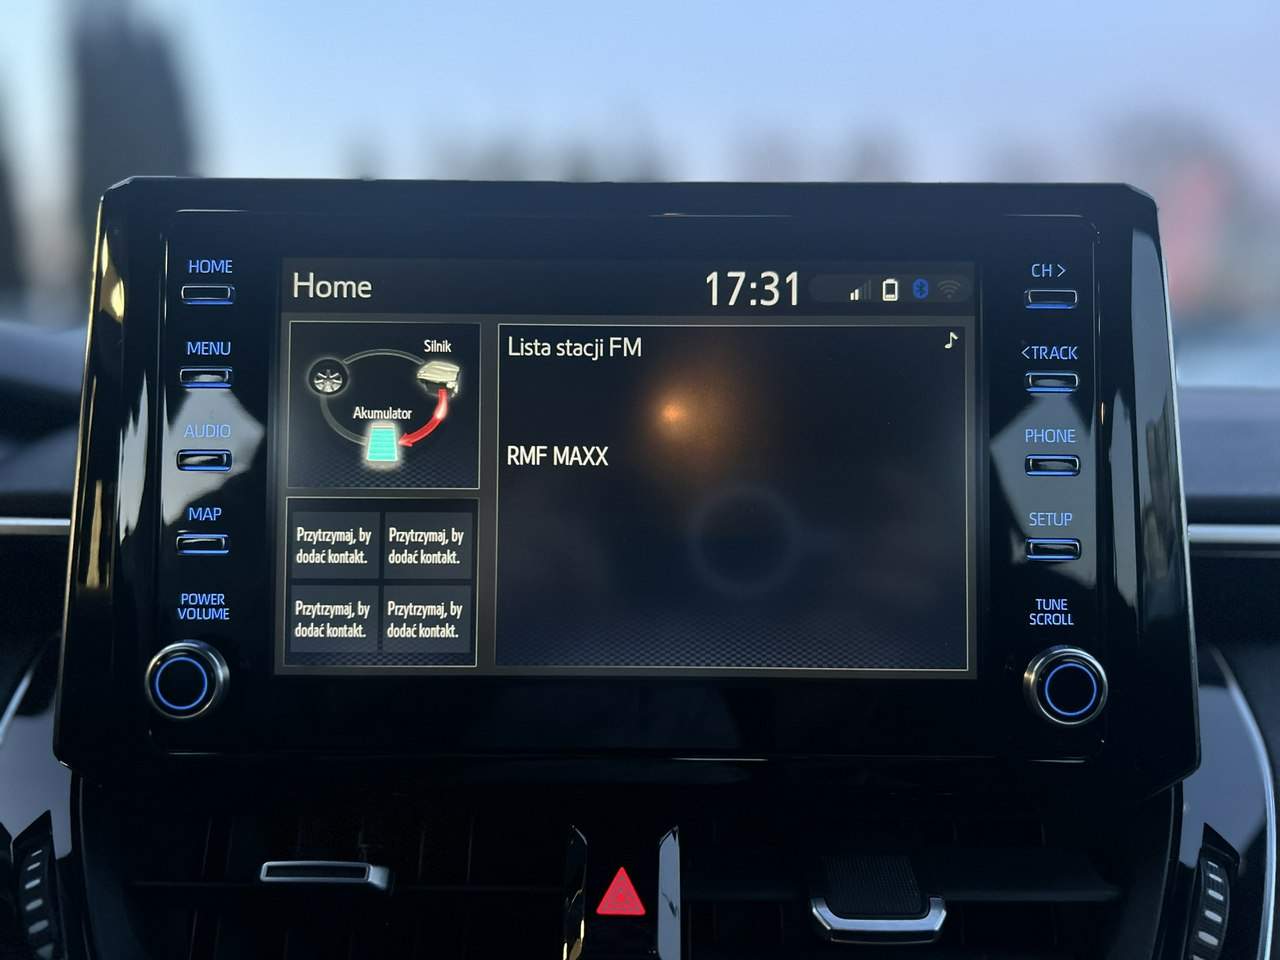 HOME
MENU
AUDIO
MAP
POWER
VOLUME
Home
17:31
Silnik
Akumulator
Lista stacji FM
RMF MAXX
Przytrzymaj, by
dodać kontakt.
Przytrzymaj, by
dodać kontakt.
Przytrzymaj, by
dodać kontakt.
Przytrzymaj, by
dodać kontakt.
CH >
< TRACK
PHONE
SETUP
TUNE
SCROLL